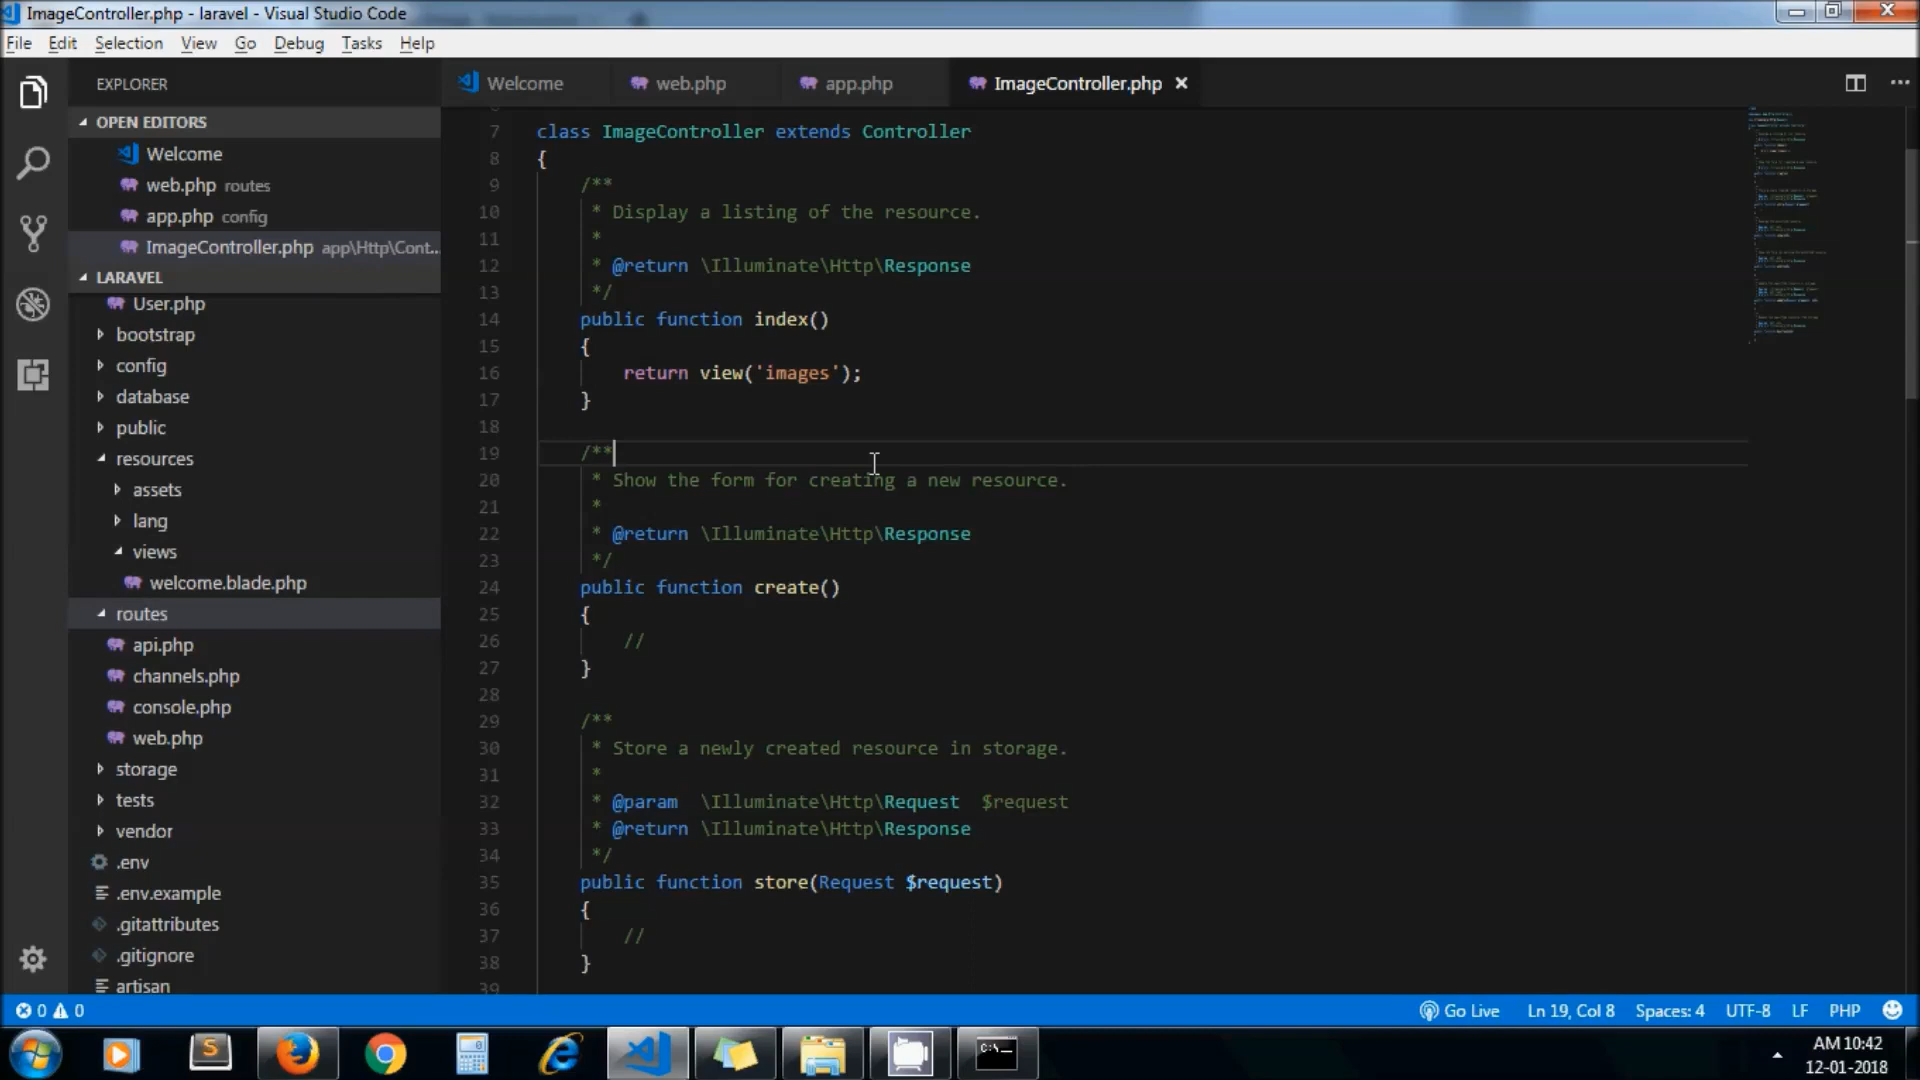 ImageController.php - laravel - Visual Studio Code
File Edit Selection View Go Debug Tasks Help
EXPLORER
OPEN EDITORS
Welcome
web.php routes
app.php config
ImageController.php app\Http\Cont...
LARAVEL
User.php
bootstrap
config
database
public
resources
assets
lang
views
welcome.blade.php
routes
api.php
channels.php
console.php
web.php
storage
tests
vendor
.env
.env.example
.gitattributes
.gitignore
artisan
Welcome web.php app.php ImageController.php
7 class ImageController extends Controller
8 {
9 /**
10 * Display a listing of the resource.
11 *
12 * @return \Illuminate\Http\Response
13 */
14 public function index()
15 {
16 return view('images');
17 }
18
19 /**
20 * Show the form for creating a new resource.
21 *
22 * @return \Illuminate\Http\Response
23 */
24 public function create()
25 {
26 //
27 }
28
29 /**
30 * Store a newly created resource in storage.
31 *
32 * @param \Illuminate\Http\Request $request
33 * @return \Illuminate\Http\Response
34 */
35 public function store(Request $request)
36 {
37 //
38 }
39
0 0 Go Live Ln 19, Col 8 Spaces: 4 UTF-8 LF PHP
AM 10:42
12-01-2018